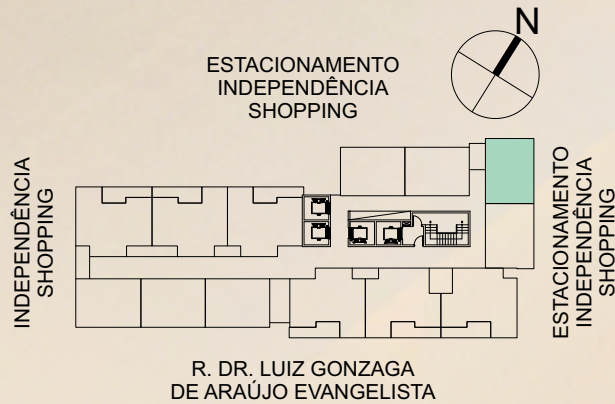 N
ESTACIONAMENTO
INDEPENDÊNCIA
SHOPPING
INDEPENDÊNCIA
SHOPPING
ESTACIONAMENTO
INDEPENDÊNCIA
SHOPPING
R. DR. LUIZ GONZAGA
DE ARAÚJO EVANGELISTA